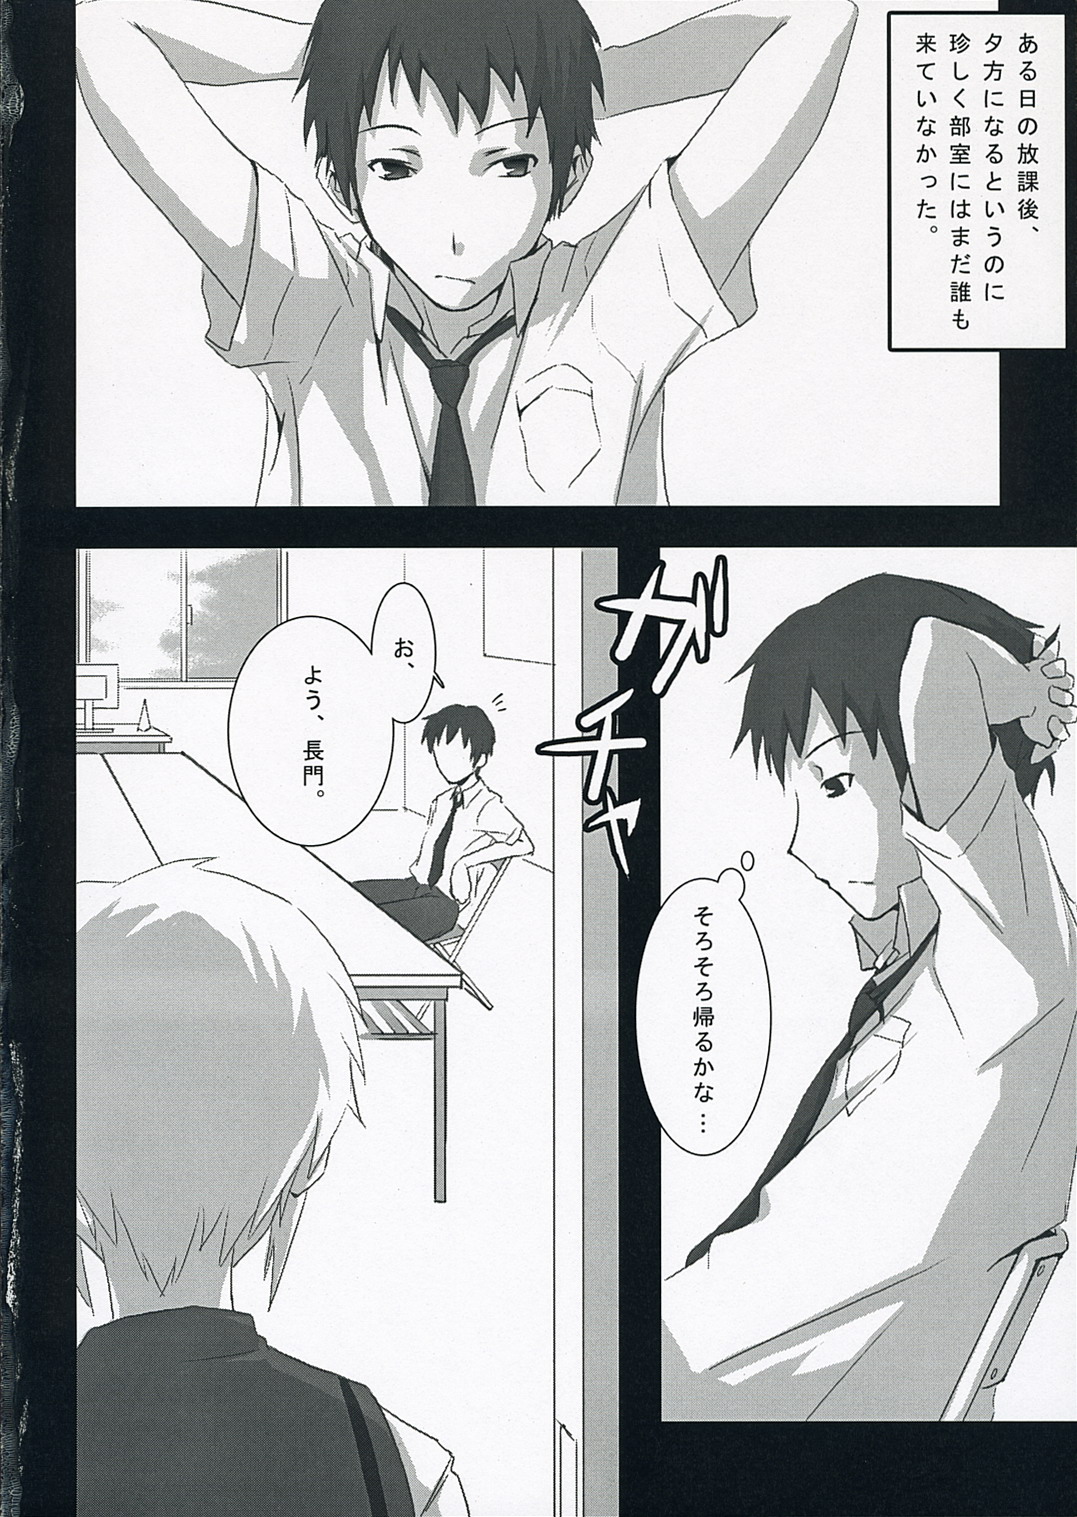 ある日の放課後、
夕方になるというのに
珍しく部室にはまだ誰も
来ていなかった。
そろそろ帰るかな…
ガチャ
お、
よう、長門。